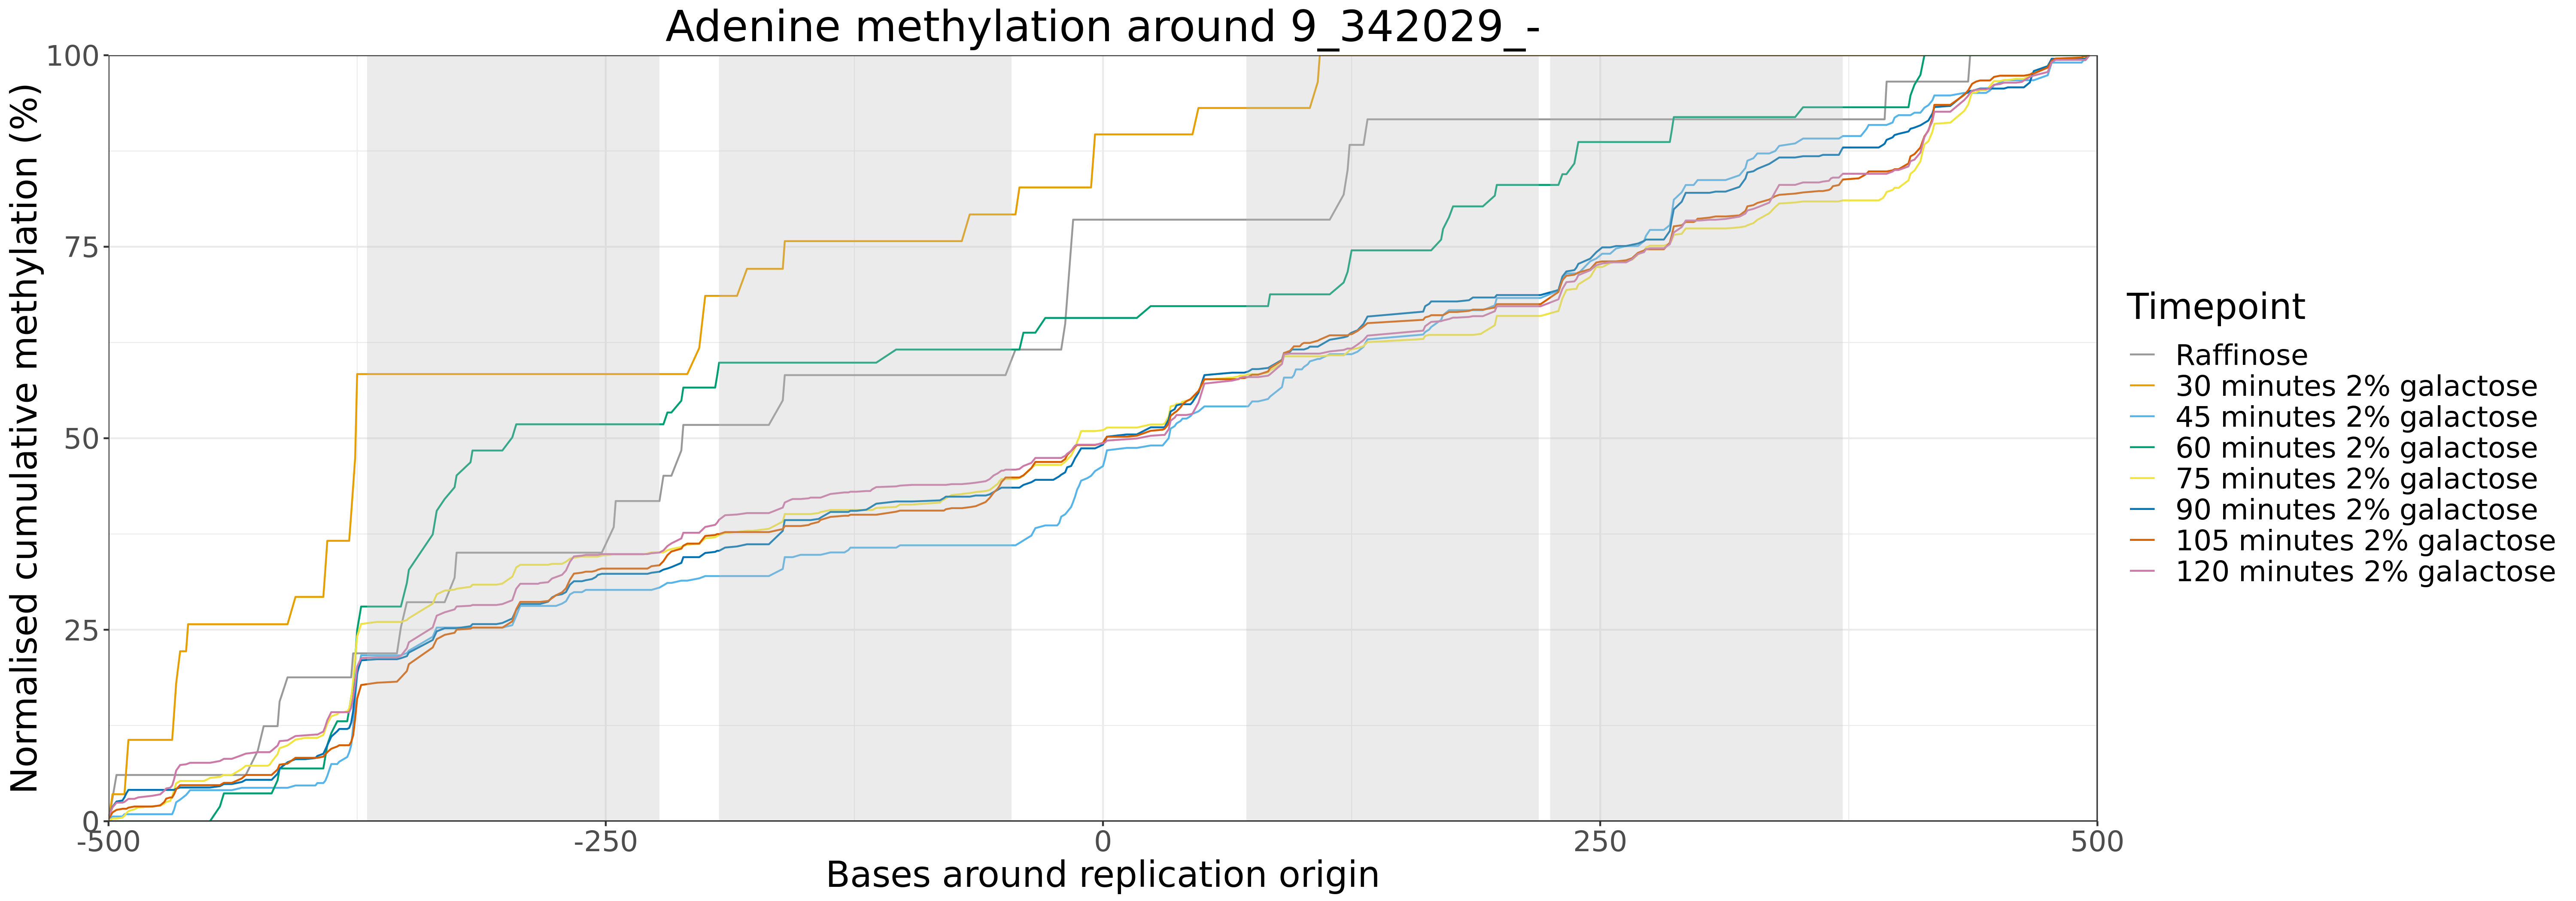 Adenine methylation around 9_342029_-
Normalised cumulative methylation (%)
100
75
50
25
0
-500
-250
0
250
500
Bases around replication origin
Timepoint
Raffinose
30 minutes 2% galactose
45 minutes 2% galactose
60 minutes 2% galactose
75 minutes 2% galactose
90 minutes 2% galactose
105 minutes 2% galactose
120 minutes 2% galactose